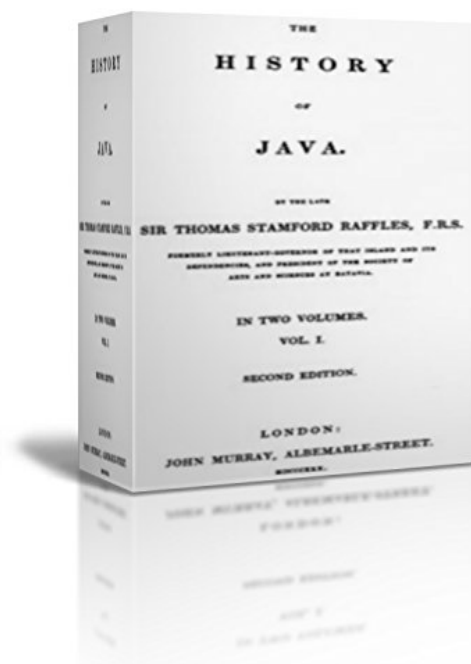 THE
HISTORY
OF
JAVA.
BY THE LATE
SIR THOMAS STAMFORD RAFFLES, F.R.S.
FORMERLY LIEUTENANT-GOVERNOR OF THAT ISLAND AND ITS
DEPENDENCIES, AND PRESIDENT OF THE SOCIETY OF
ARTS AND SCIENCES AT BATAVIA.
IN TWO VOLUMES.
VOL. I.
SECOND EDITION.
LONDON:
JOHN MURRAY, ALBEMARLE-STREET.
MDCCCXXX.
HISTORY
JAVA